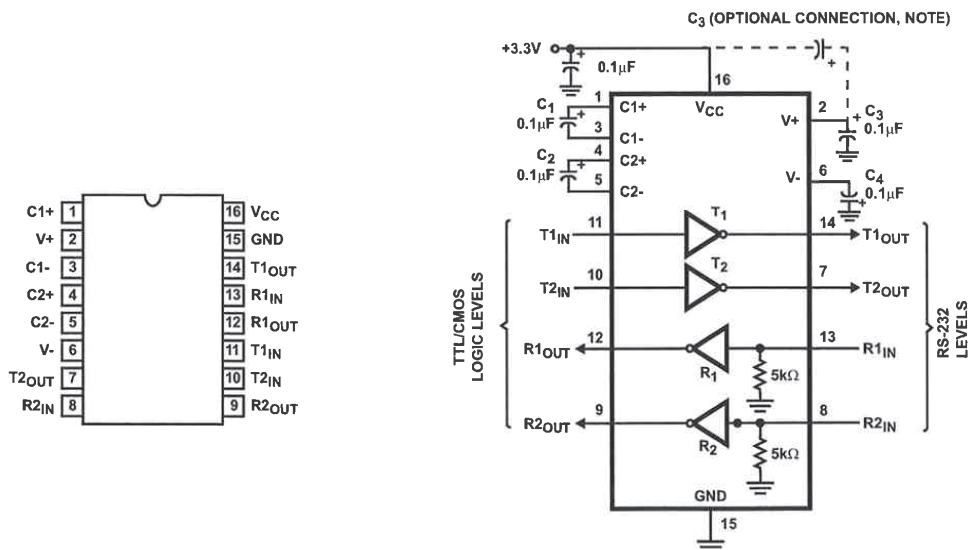 C1+ 1
V+ 2
C1- 3
C2+ 4
C2- 5
V- 6
T2OUT 7
R2IN 8
16 VCC
15 GND
14 T1OUT
13 R1IN
12 R1OUT
11 T1IN
10 T2IN
9 R2OUT
C3 (OPTIONAL CONNECTION, NOTE)
+3.3V
+
0.1µF
+
16
VCC
1
C1+
C1
0.1µF
+
3
C1-
4
C2+
C2
0.1µF
+
5
C2-
2
V+
+
C3
0.1µF
6
V-
C4
0.1µF
+
TTL/CMOS
LOGIC LEVELS
T1IN
11
T1
14
T1OUT
T2IN
10
T2
7
T2OUT
R1OUT
12
R1
13
R1IN
5kΩ
R2OUT
9
R2
8
R2IN
5kΩ
RS-232
LEVELS
GND
15